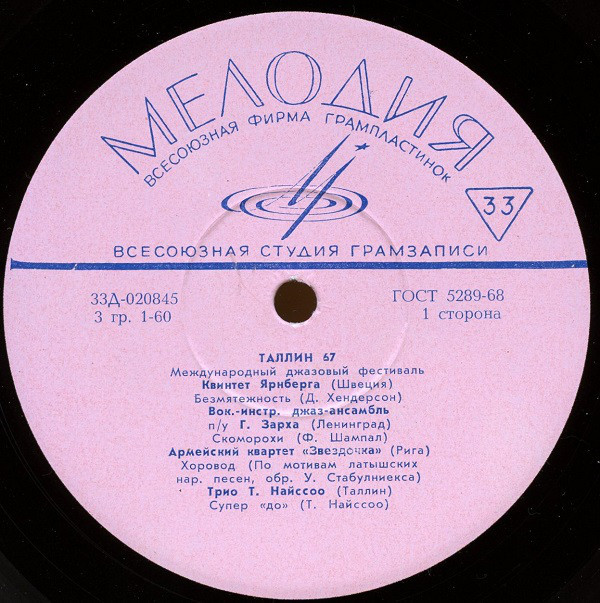 МЕЛОДИЯ
ВСЕСОЮЗНАЯ ФИРМА ГРАМПЛАСТИНОК
33
ВСЕСОЮЗНАЯ СТУДИЯ ГРАМЗАПИСИ
33Д-020845
ГОСТ 5289-68
3 гр. 1-60
1 сторона
ТАЛЛИН 67
Международный джазовый фестиваль
Квинтет Ярнберга (Швеция)
Безмятежность (Д. Хендерсон)
Вок.-инстр. джаз-ансамбль
п/у Г. Зарха (Ленинград)
Скоморохи (Ф. Шампал)
Армейский квартет «Звездочка» (Рига)
Хоровод (По мотивам латышских
нар. песен, обр. У. Стабулниекса)
Трио Т. Найссоо (Таллин)
Супер «до» (Т. Найссоо)